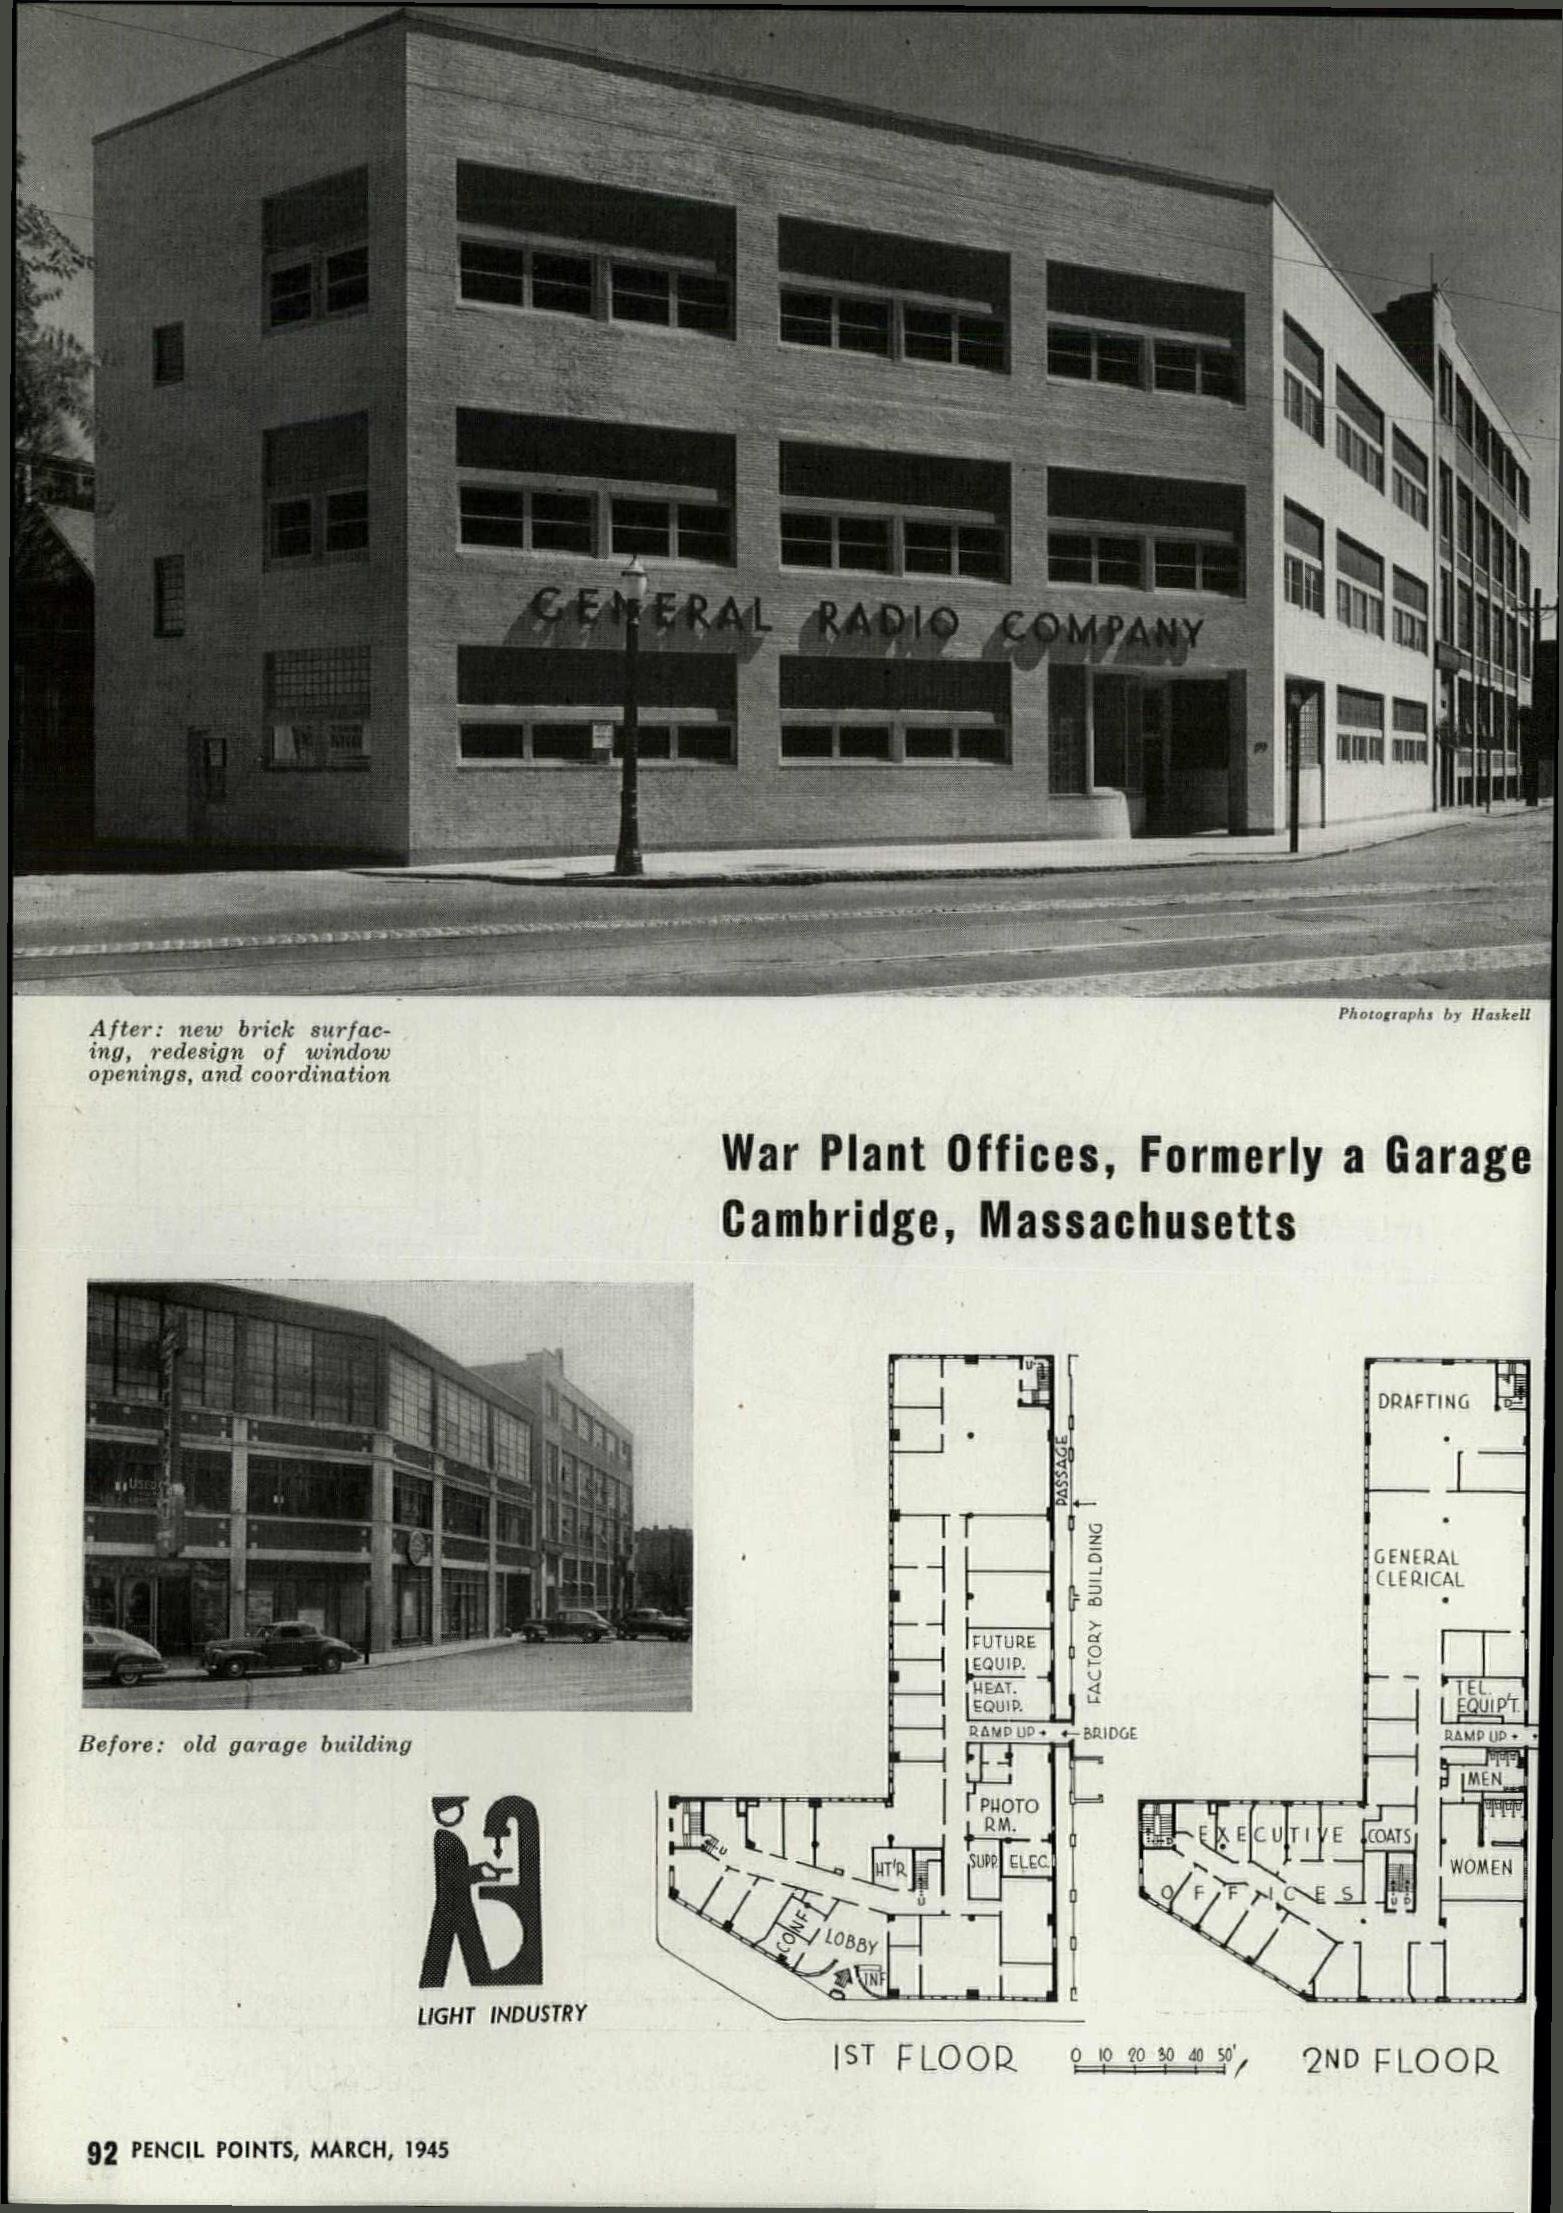 GENERAL RADIO COMPANY
Photographs by Haskell
After: new brick surfac-
ing, redesign of window
openings, and coordination
War Plant Offices, Formerly a Garage
Cambridge, Massachusetts
USED
Before: old garage building
LIGHT INDUSTRY
U
PASSAGE
FACTORY BUILDING
FUTURE
EQUIP.
HEAT.
EQUIP.
RAMP UP
BRIDGE
PHOTO
RM.
SUPP.
ELEC.
HT'R
U
U
CONF.
LOBBY
INF
1ST FLOOR
0 10 20 30 40 50'
DRAFTING
D
GENERAL
CLERICAL
TEL.
EQUIP'T.
RAMP UP
MEN
WOMEN
COATS
EXECUTIVE
OFFICES
D
U D
2ND FLOOR
92 PENCIL POINTS, MARCH, 1945